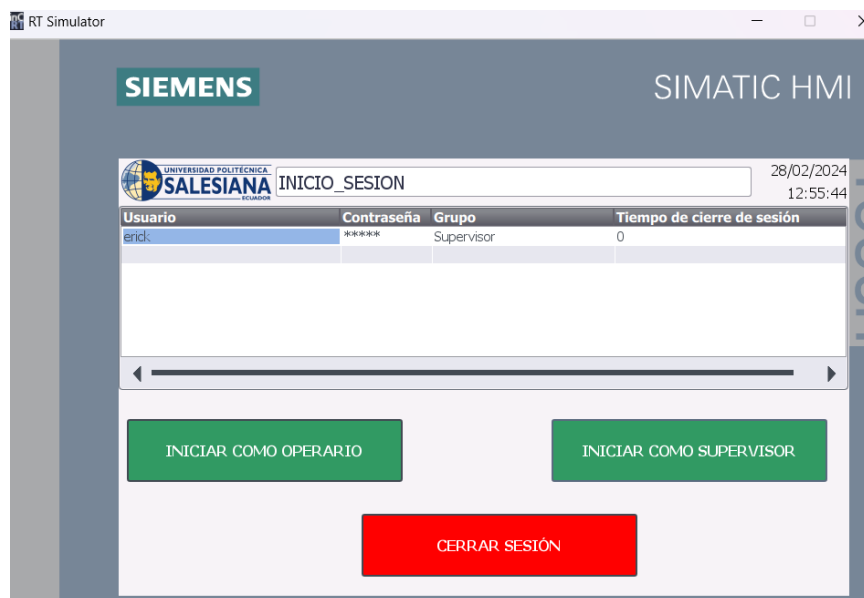 RT Simulator
SIEMENS
SIMATIC HMI
UNIVERSIDAD POLITÉCNICA
SALESIANA
ECUADOR
INICIO_SESION
28/02/2024
12:55:44
Usuario Contraseña Grupo Tiempo de cierre de sesión
erick ***** Supervisor 0
INICIAR COMO OPERARIO
INICIAR COMO SUPERVISOR
CERRAR SESIÓN